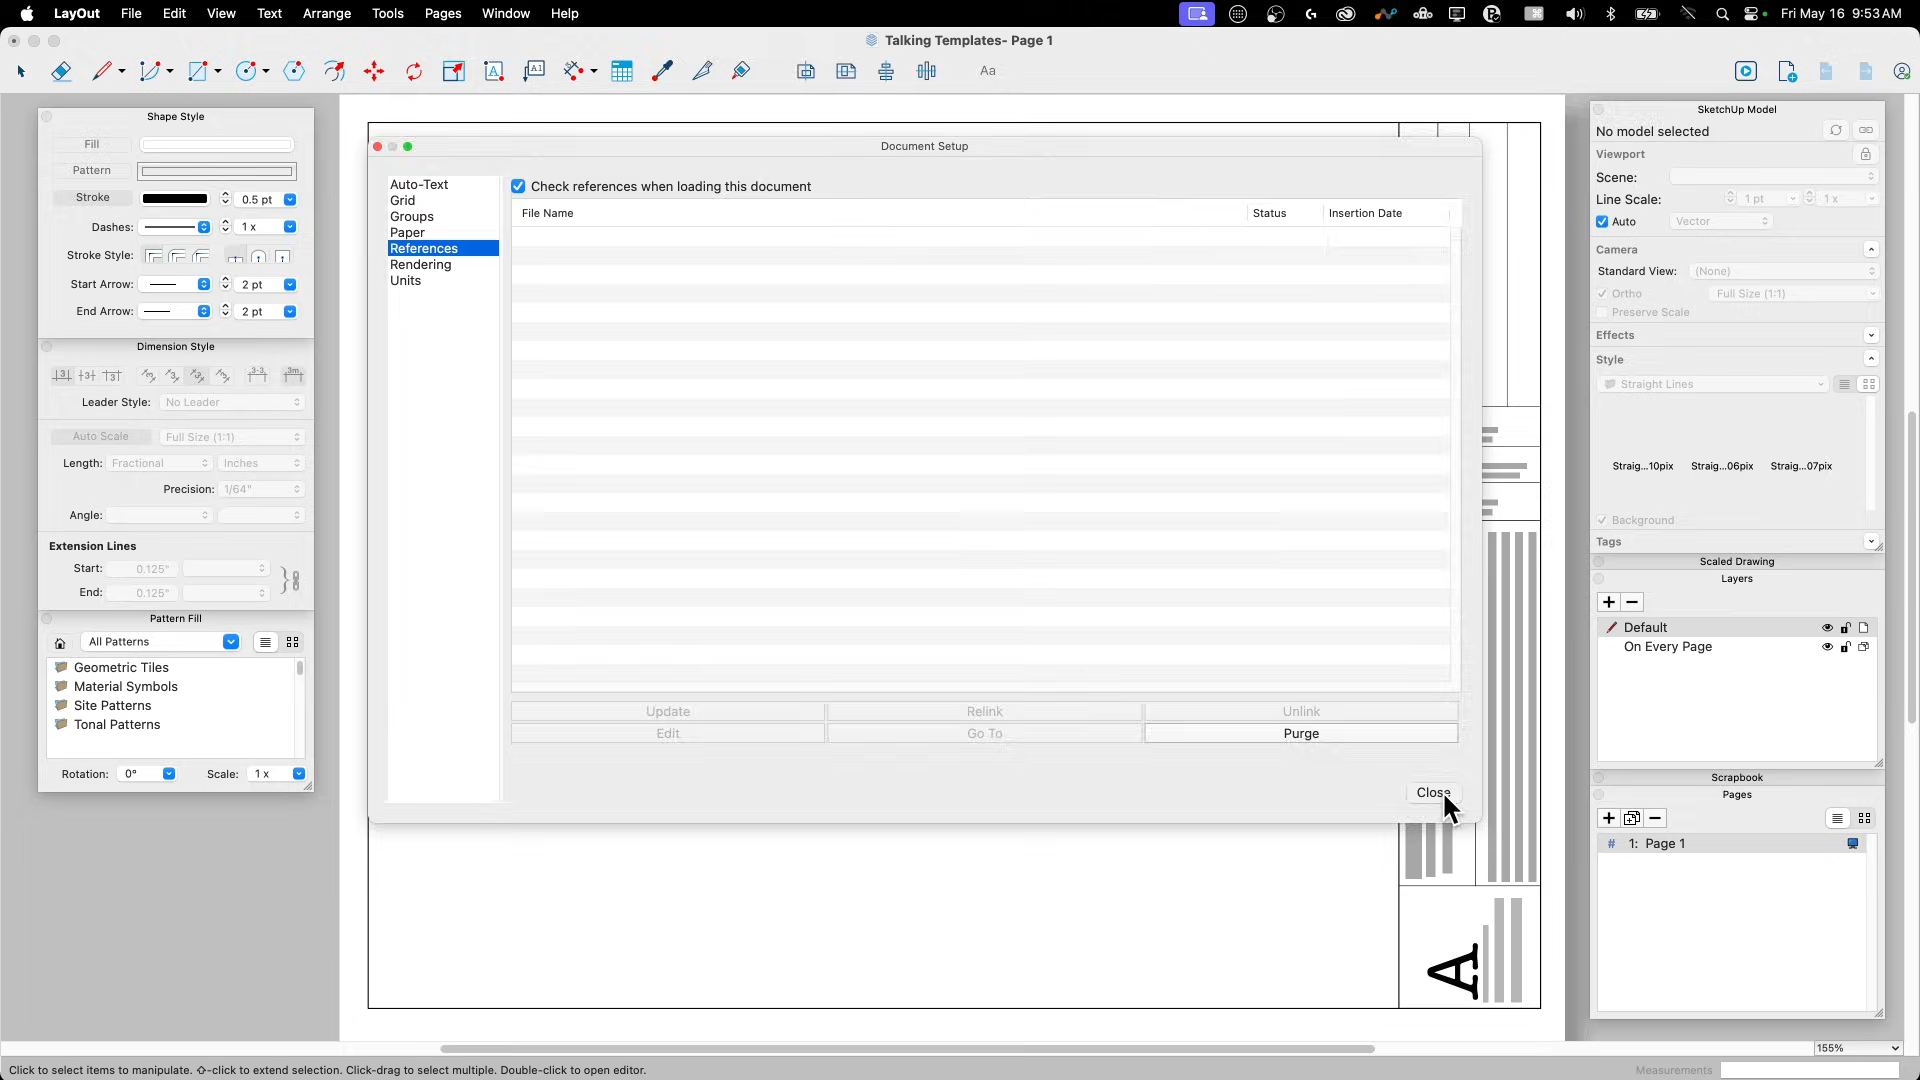 LayOut File Edit View Text Arrange Tools Pages Window Help Fri May 16 9:53 AM
Talking Templates- Page 1
Aa
Shape Style
Fill
Pattern
Stroke 0.5 pt
Dashes: 1 x
Stroke Style:
Start Arrow: 2 pt
End Arrow: 2 pt
Dimension Style
Leader Style: No Leader
Auto Scale Full Size (1:1)
Length: Fractional Inches
Precision: 1/64"
Angle:
Extension Lines
Start: 0.125"
End: 0.125"
Pattern Fill
All Patterns
Geometric Tiles
Material Symbols
Site Patterns
Tonal Patterns
Rotation: 0° Scale: 1 x
Document Setup
Auto-Text
Grid
Groups
Paper
References
Rendering
Units
Check references when loading this document
File Name Status Insertion Date
Update Relink Unlink
Edit Go To Purge
Close
A
SketchUp Model
No model selected
Viewport
Scene:
Line Scale: 1 pt 1 x
Auto Vector
Camera
Standard View: (None)
Ortho Full Size (1:1)
Preserve Scale
Effects
Style
Straight Lines
Straig...10pix Straig...06pix Straig...07pix
Background
Tags
Scaled Drawing
Layers
Default
On Every Page
Scrapbook
Pages
# 1: Page 1
155%
Click to select items to manipulate. ⇧-click to extend selection. Click-drag to select multiple. Double-click to open editor. Measurements